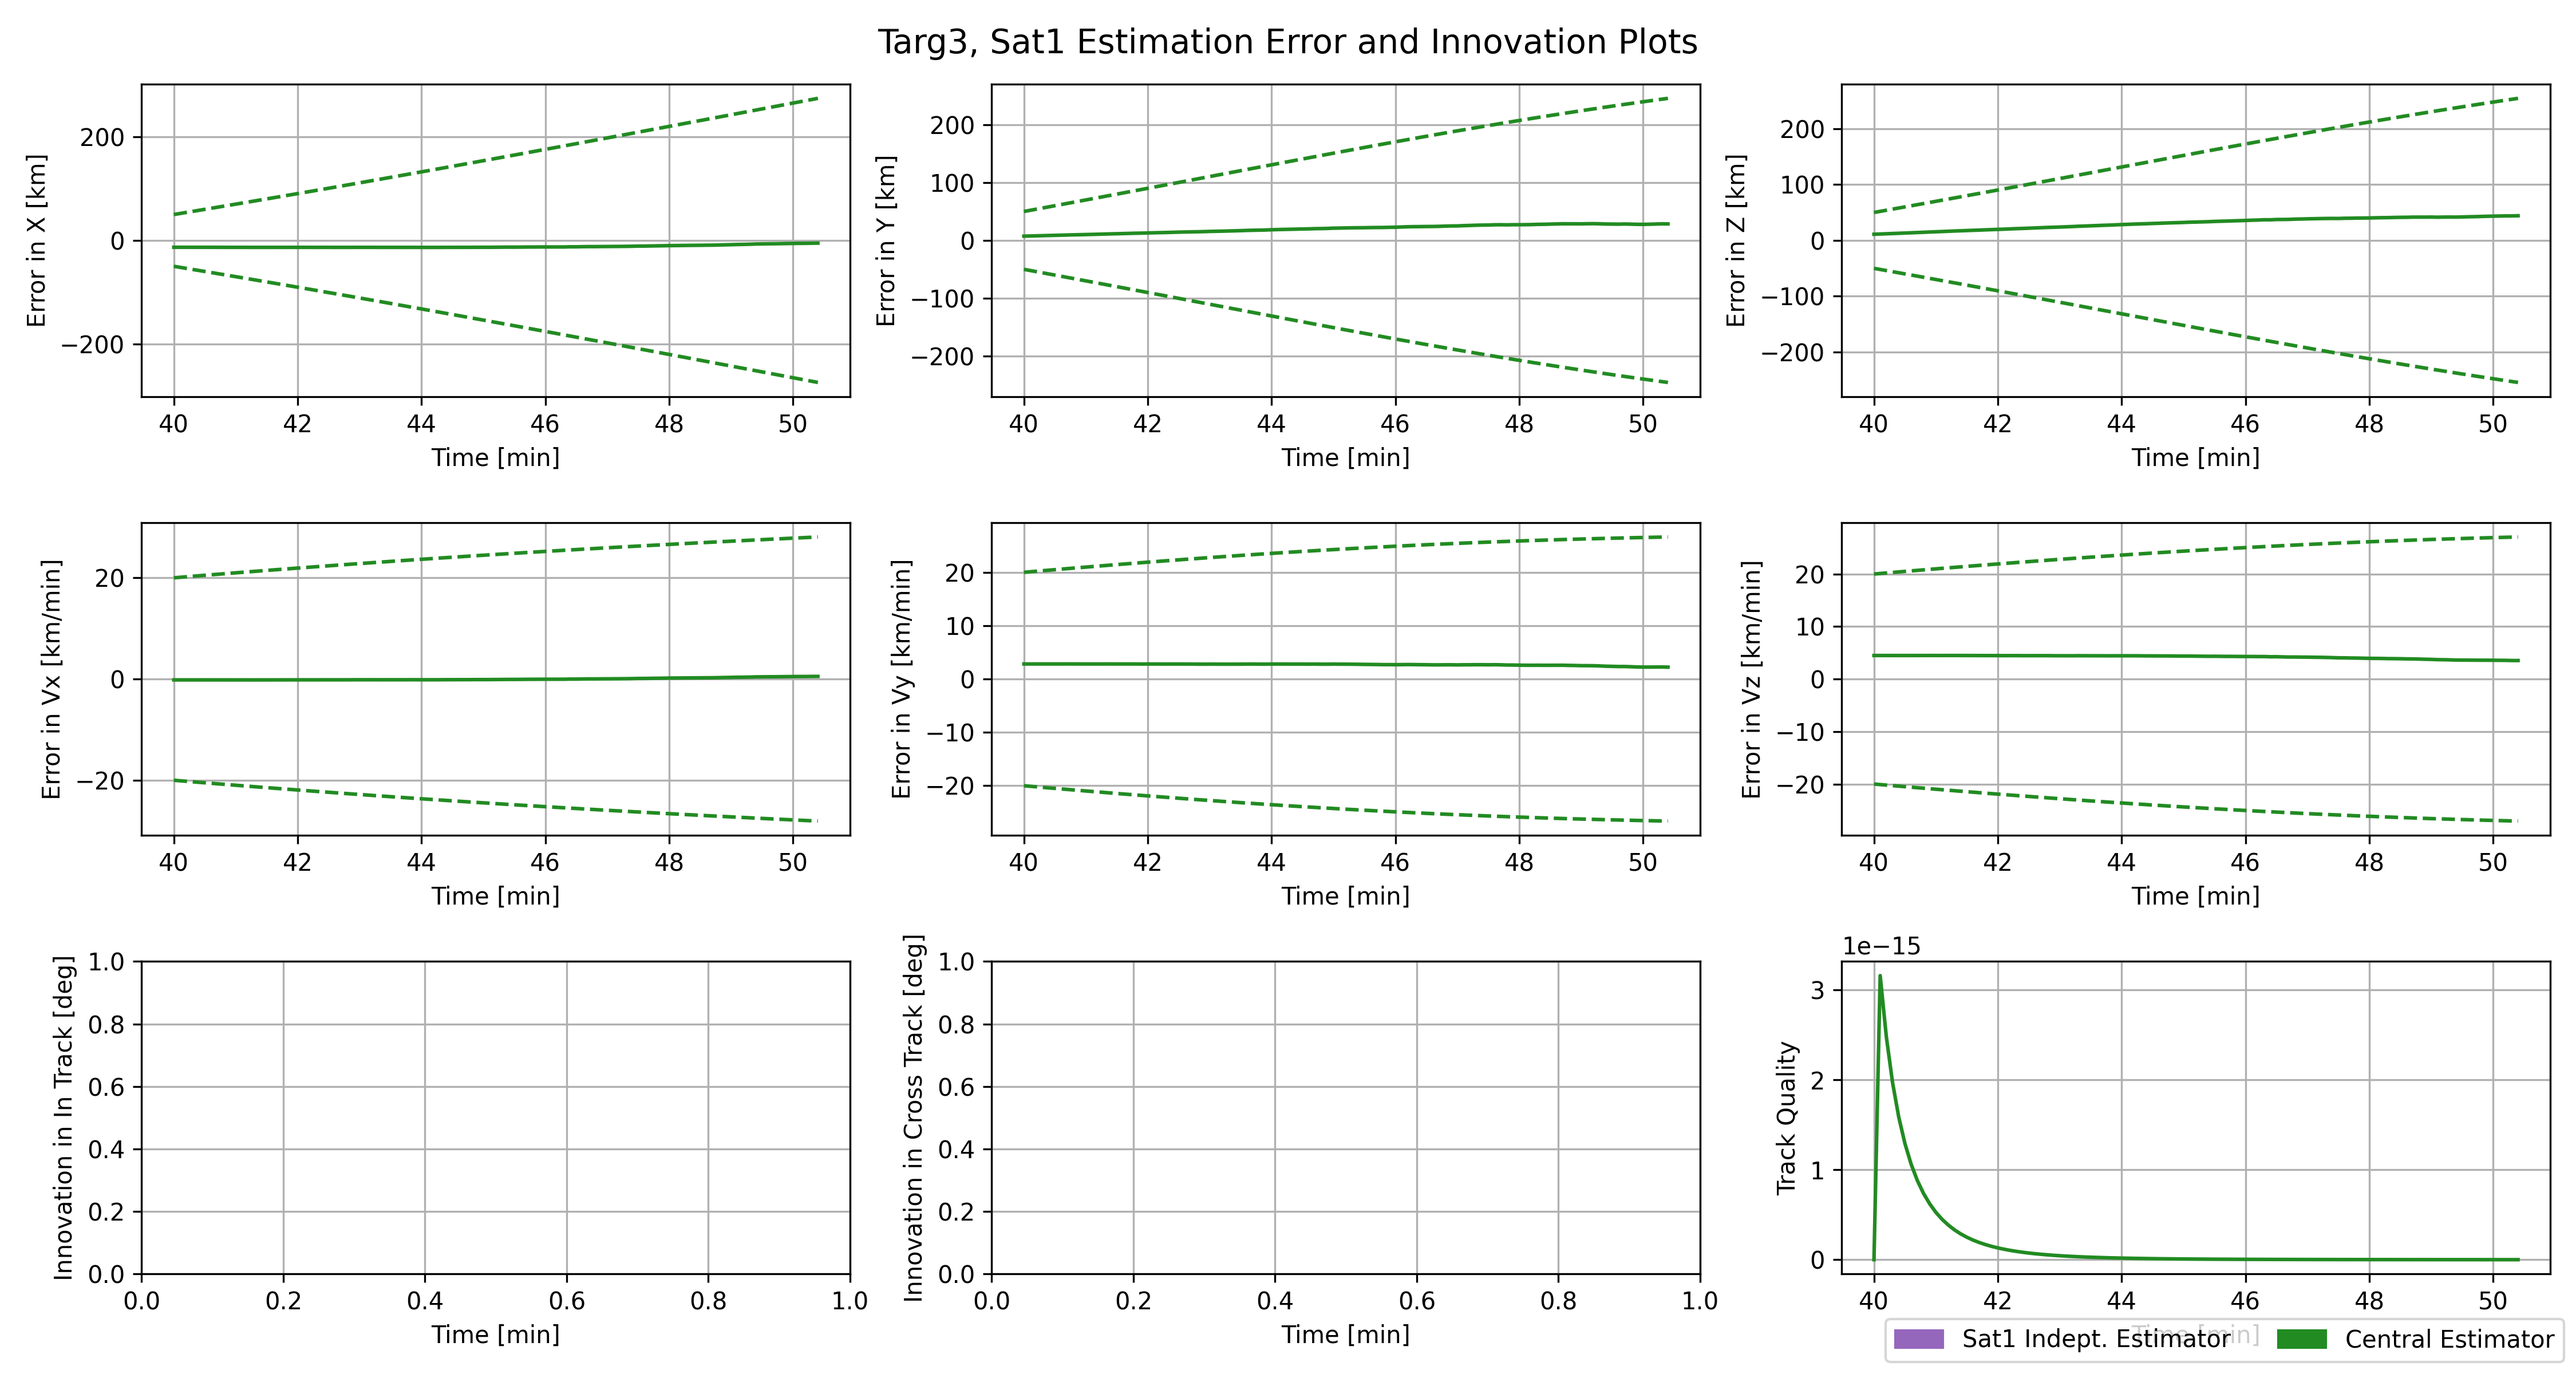 Targ3, Sat1 Estimation Error and Innovation Plots
Error in X [km]
200
0
−200
40 42 44 46 48 50
Time [min]
Error in Y [km]
200
100
0
−100
−200
40 42 44 46 48 50
Time [min]
Error in Z [km]
200
100
0
−100
−200
40 42 44 46 48 50
Time [min]
Error in Vx [km/min]
20
0
−20
40 42 44 46 48 50
Time [min]
Error in Vy [km/min]
20
10
0
−10
−20
40 42 44 46 48 50
Time [min]
Error in Vz [km/min]
20
10
0
−10
−20
40 42 44 46 48 50
Time [min]
Innovation in In Track [deg]
1.0
0.8
0.6
0.4
0.2
0.0
0.0 0.2 0.4 0.6 0.8 1.0
Time [min]
Innovation in Cross Track [deg]
1.0
0.8
0.6
0.4
0.2
0.0
0.0 0.2 0.4 0.6 0.8 1.0
Time [min]
1e−15
Track Quality
3
2
1
0
40 42 44 46 48 50
Time [min]
Sat1 Indept. Estimator
Central Estimator